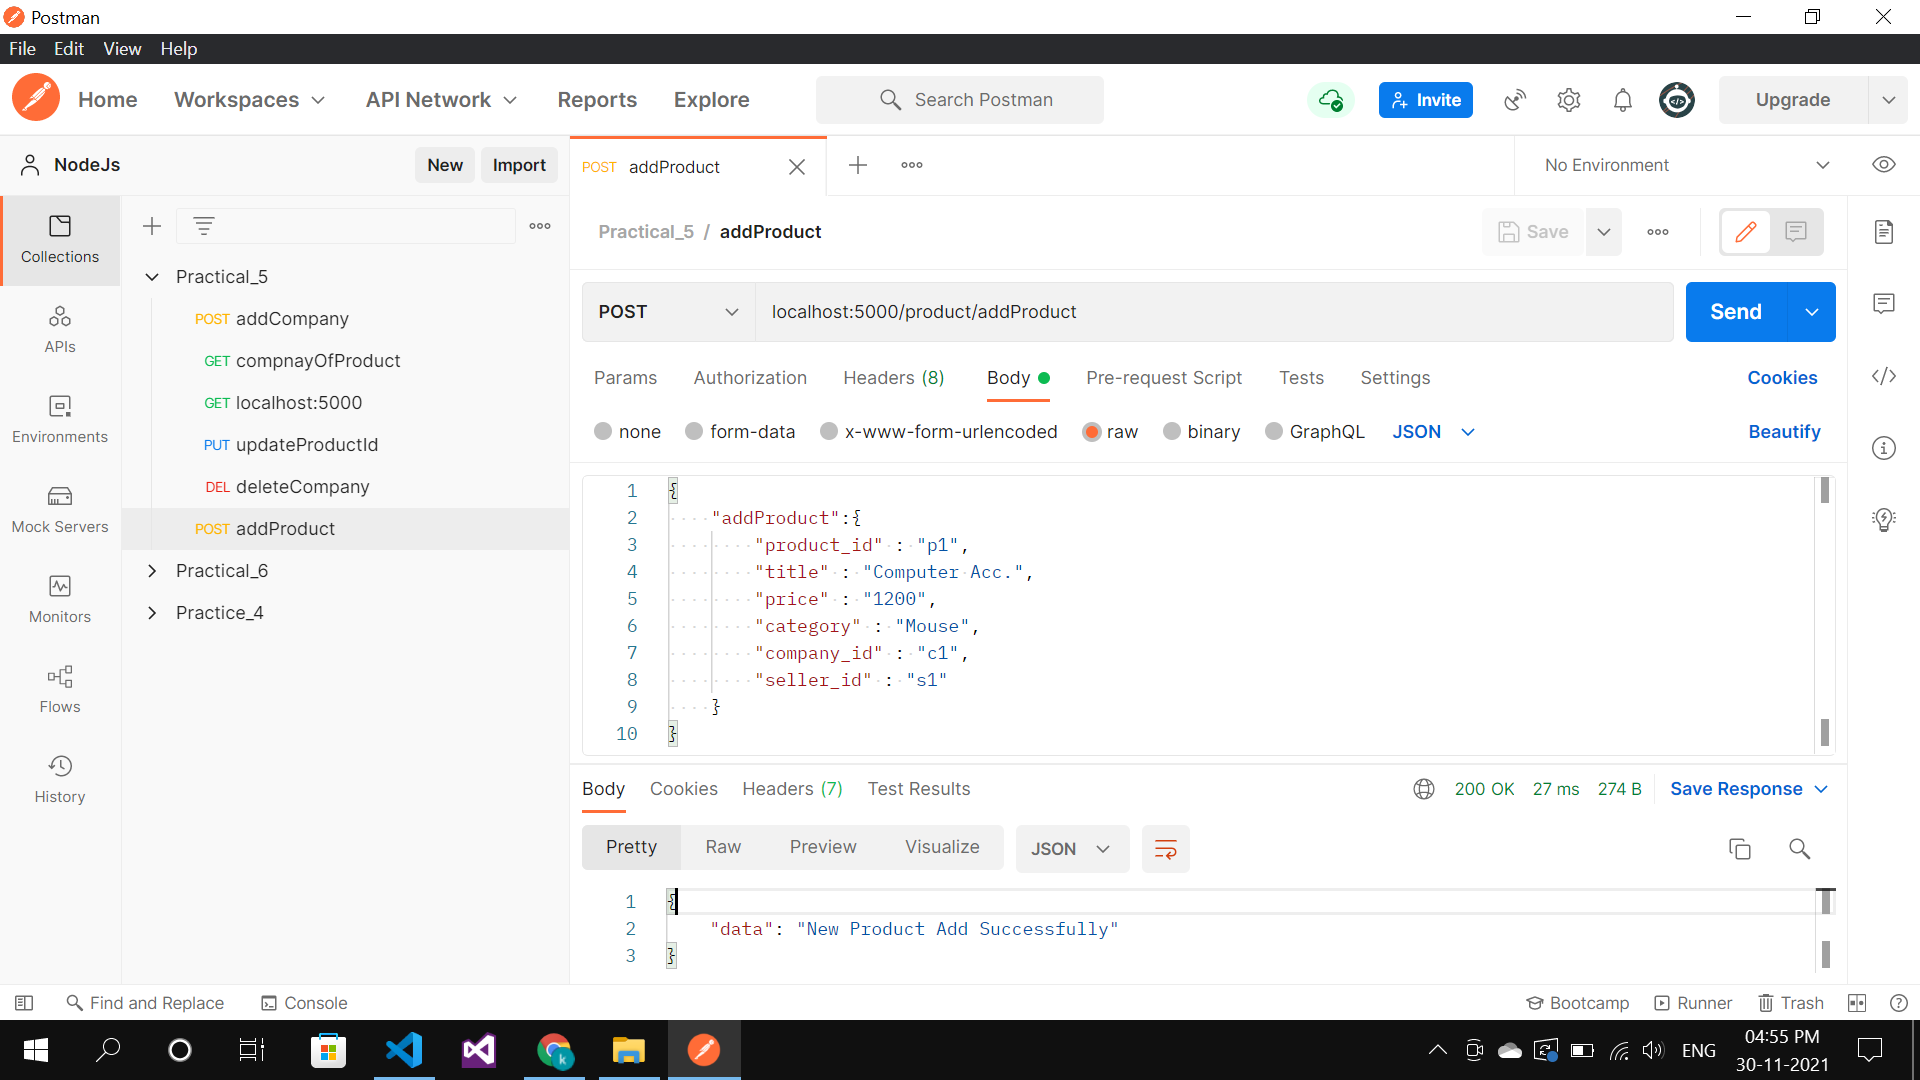 Postman
File Edit View Help
Home Workspaces API Network Reports Explore Search Postman Invite Upgrade
NodeJs New Import POST addProduct No Environment
Practical_5 / addProduct Save
Collections
APIs
Environments
Mock Servers
Monitors
Flows
History
Practical_5
POST addCompany
GET compnayOfProduct
GET localhost:5000
PUT updateProductId
DEL deleteCompany
POST addProduct
Practical_6
Practice_4
POST localhost:5000/product/addProduct Send
Params Authorization Headers (8) Body Pre-request Script Tests Settings Cookies
none form-data x-www-form-urlencoded raw binary GraphQL JSON Beautify
1 {
2 "addProduct":{
3 "product_id" : "p1",
4 "title" : "Computer Acc.",
5 "price" : "1200",
6 "category" : "Mouse",
7 "company_id" : "c1",
8 "seller_id" : "s1"
9 }
10 }
Body Cookies Headers (7) Test Results 200 OK 27 ms 274 B Save Response
Pretty Raw Preview Visualize JSON
1 {
2 "data": "New Product Add Successfully"
3 }
Find and Replace Console Bootcamp Runner Trash
k ENG 04:55 PM
30-11-2021